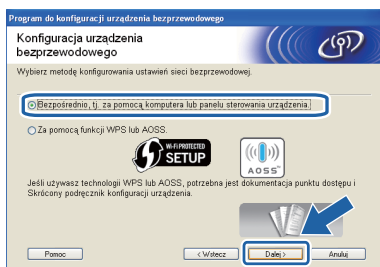 Program do konfiguracji urządzenia bezprzewodowego
Konfiguracja urządzenia
bezprzewodowego
Wybierz metodę konfigurowania ustawień sieci bezprzewodowej.
Bezpośrednio, tj. za pomocą komputera lub panelu sterowania urządzenia.
Za pomocą funkcji WPS lub AOSS.
WI-FI PROTECTED
SETUP
AOSS™
Jeśli używasz technologii WPS lub AOSS, potrzebna jest dokumentacja punktu dostępu i
Skrócony podręcznik konfiguracji urządzenia.
Pomoc
< Wstecz
Dalej >
Anuluj